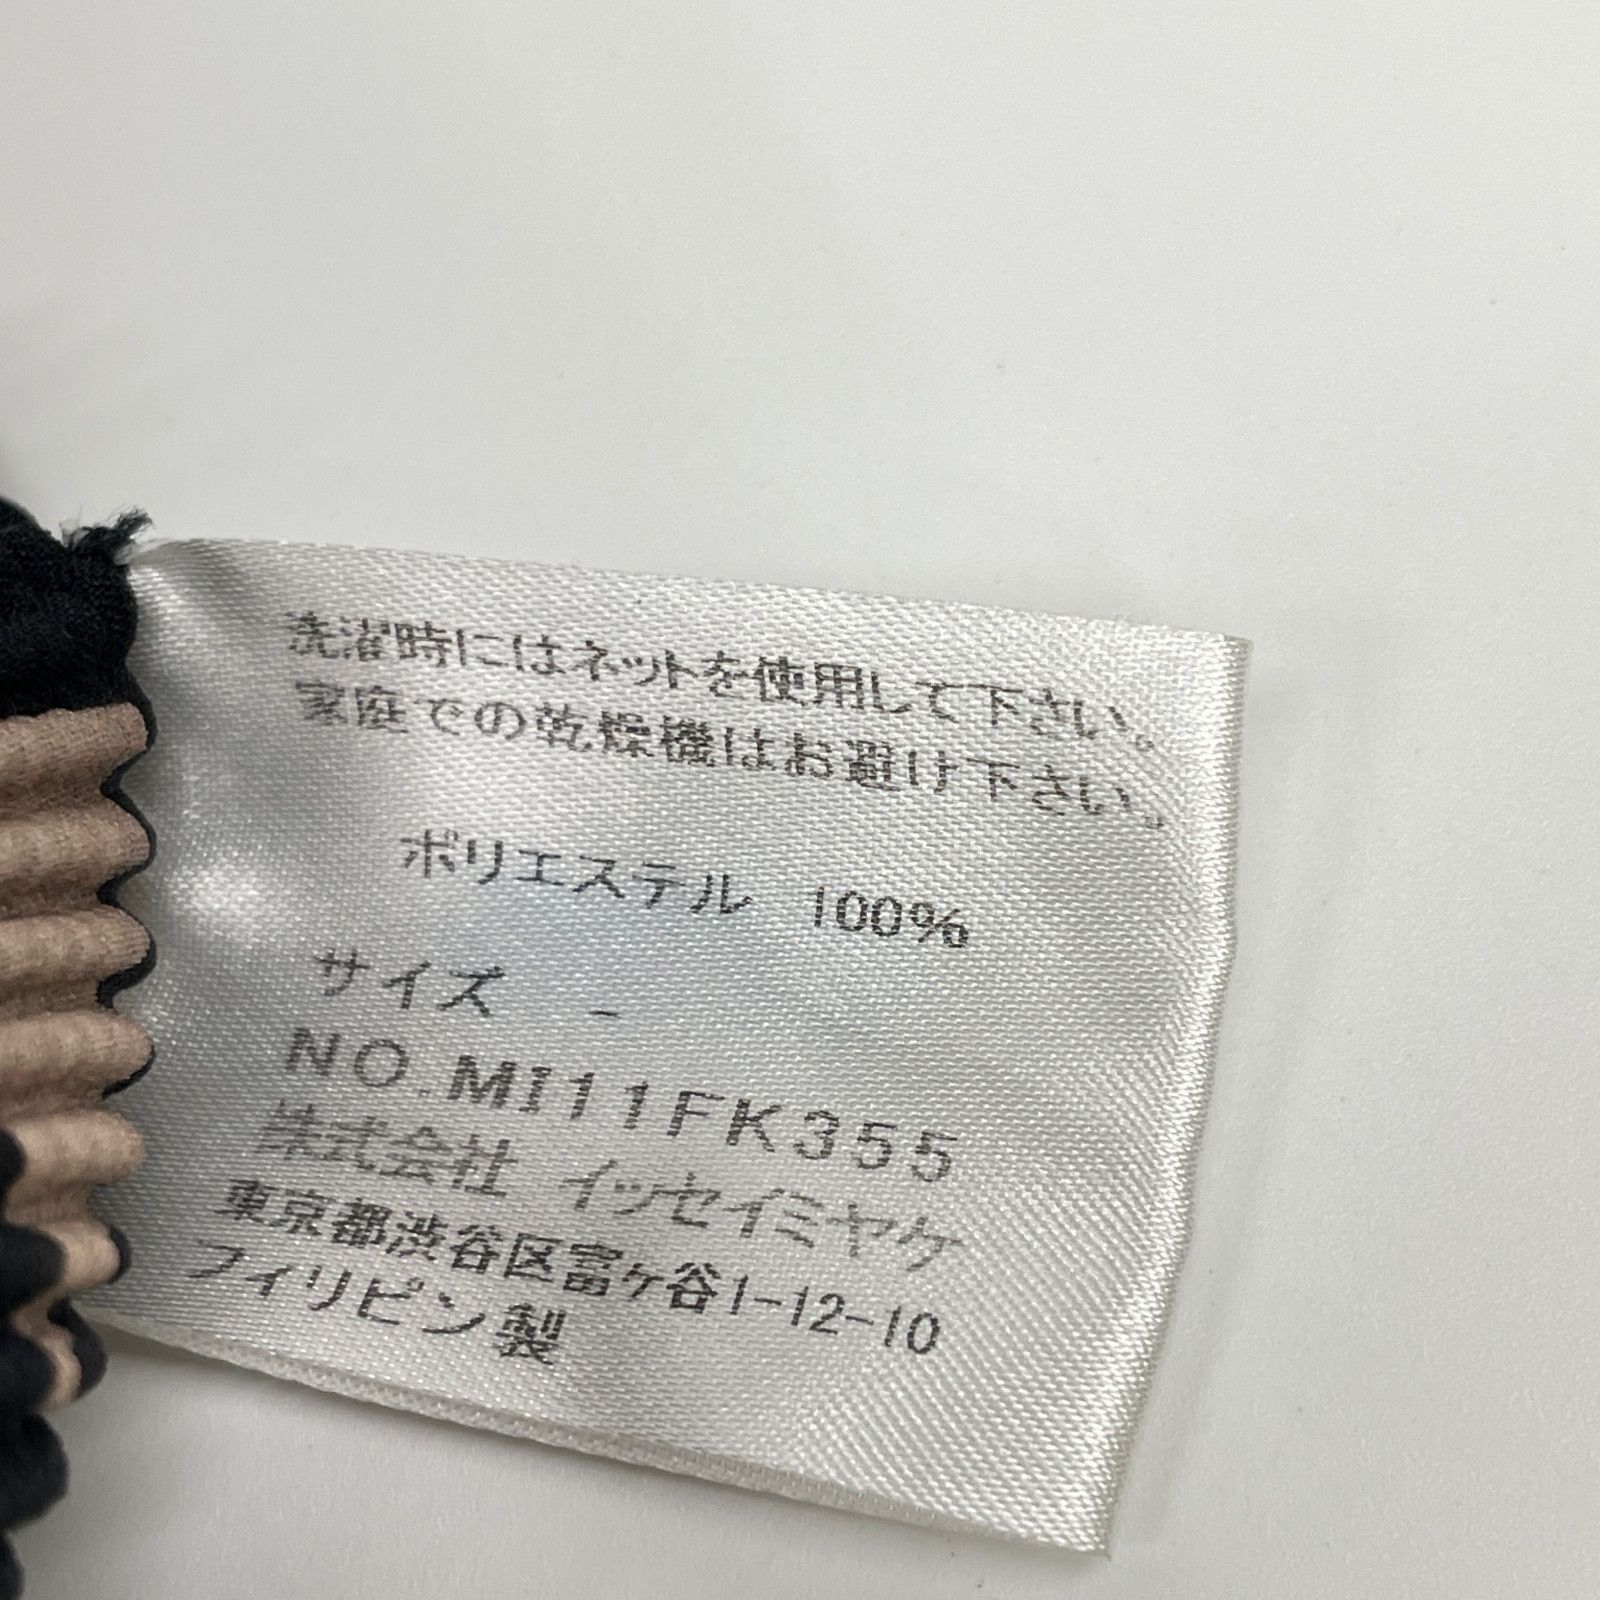 洗濯時にはネットを使用して下さい。
家庭での乾燥機はお避け下さい。
ポリエステル 100%
サイズ -
NO.MI11FK355
株式会社 イッセイミヤケ
東京都渋谷区富ヶ谷1-12-10
フィリピン製